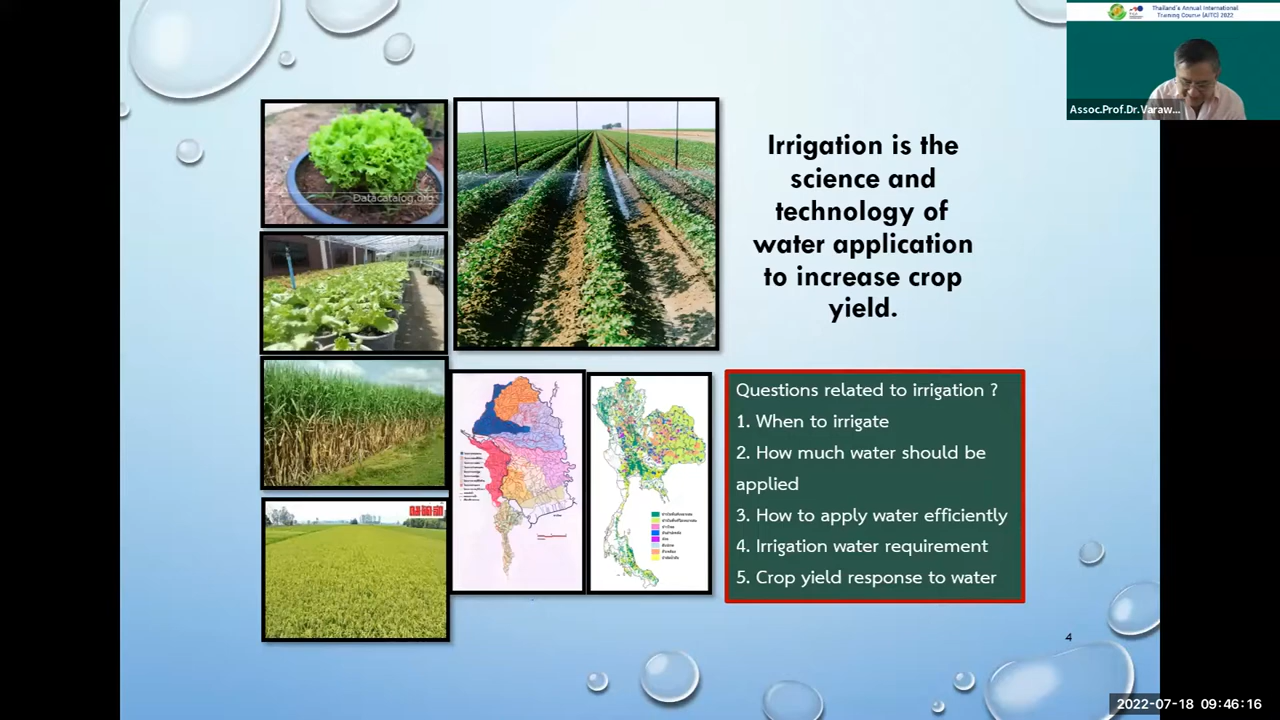 Thailand's Annual International
Training Course (AITC) 2022
Assoc.Prof.Dr.Varaw...
Datacatalog.org
Irrigation is the
science and
technology of
water application
to increase crop
yield.
Questions related to irrigation ?
1. When to irrigate
2. How much water should be
applied
3. How to apply water efficiently
4. Irrigation water requirement
5. Crop yield response to water
4
2022-07-18 09:46:16